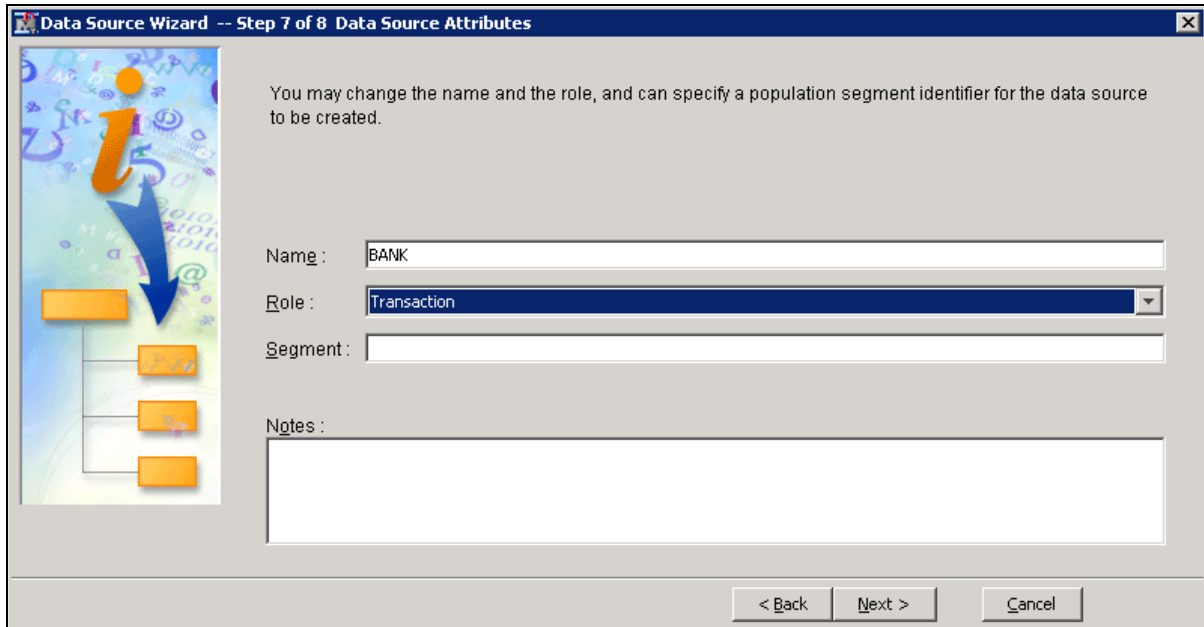 Data Source Wizard -- Step 7 of 8 Data Source Attributes
You may change the name and the role, and can specify a population segment identifier for the data source
to be created.
Name : BANK
Role : Transaction
Segment :
Notes :
< Back Next > Cancel